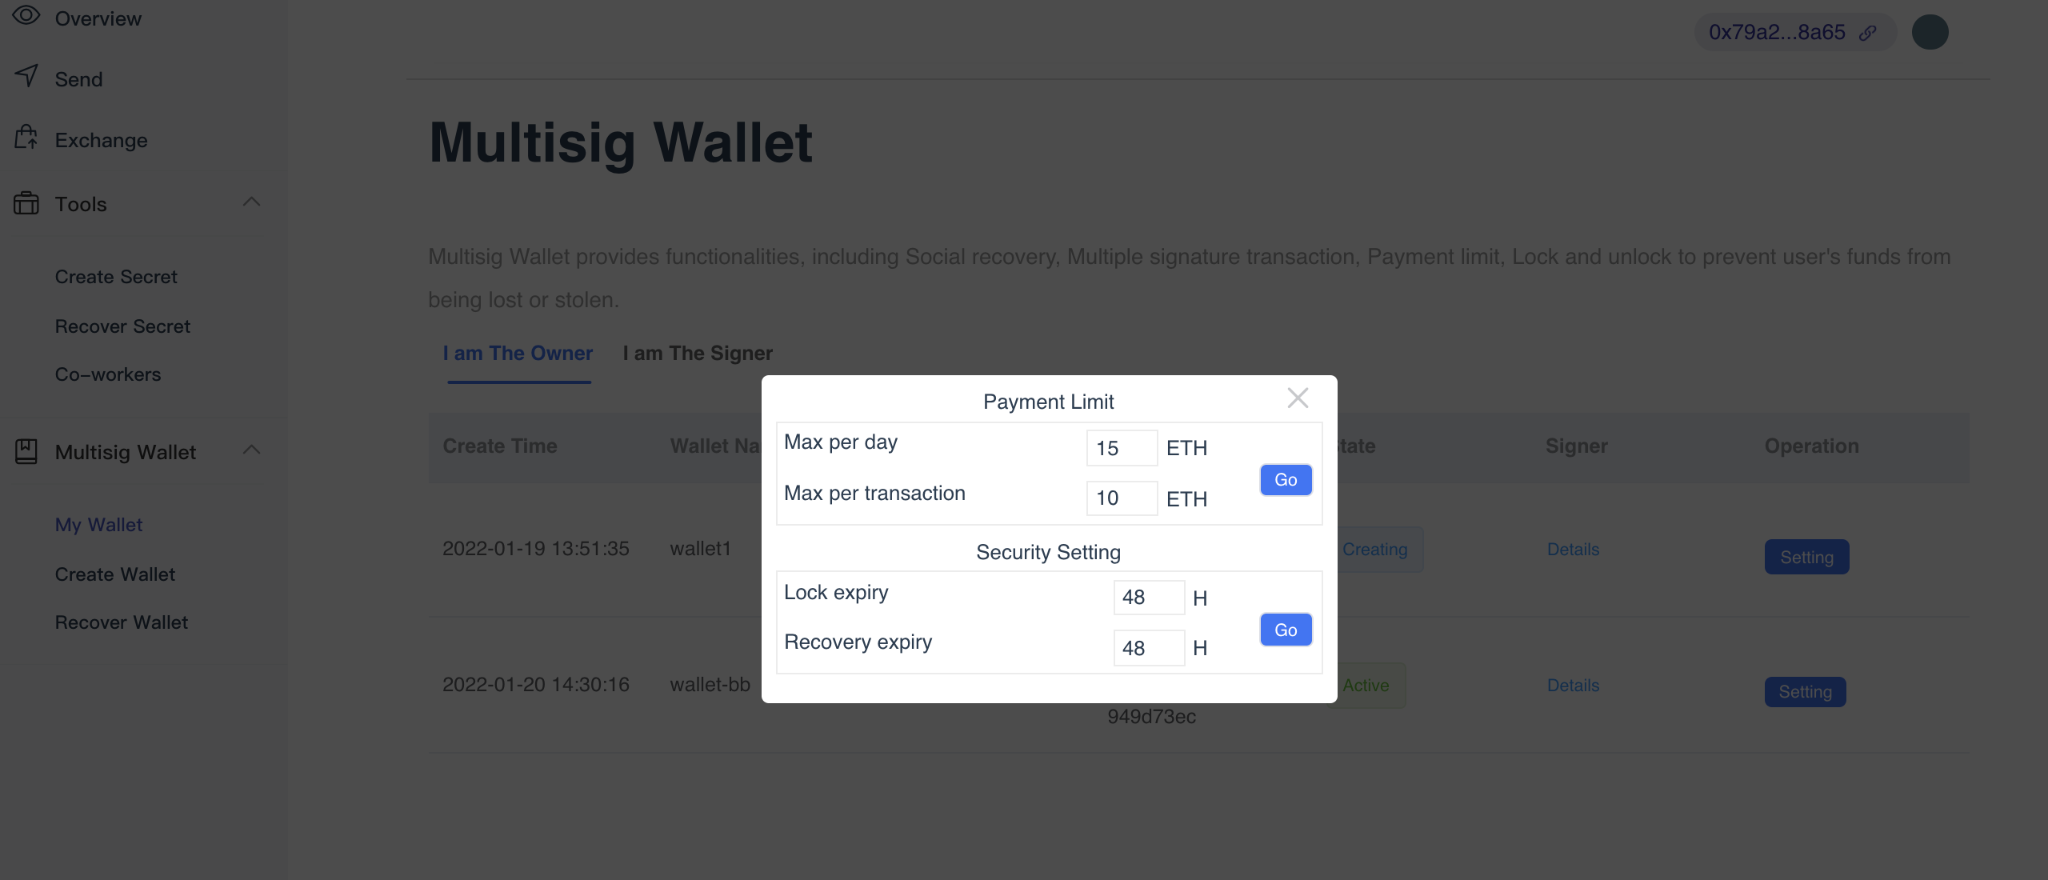 Overview
Send
Exchange
Tools
Create Secret
Recover Secret
Co-workers
Multisig Wallet
My Wallet
Create Wallet
Recover Wallet
0x79a2...8a65
Multisig Wallet
Multisig Wallet provides functionalities, including Social recovery, Multiple signature transaction, Payment limit, Lock and unlock to prevent user's funds from
being lost or stolen.
I am The Owner I am The Signer
Create Time Wallet Signer Operation
2022-01-19 13:51:35 wallet1 Creating Details Setting
2022-01-20 14:30:16 wallet-bb Active Details Setting
949d73ec
Payment Limit
Max per day 15 ETH
Max per transaction 10 ETH
Go
Security Setting
Lock expiry 48 H
Recovery expiry 48 H
Go